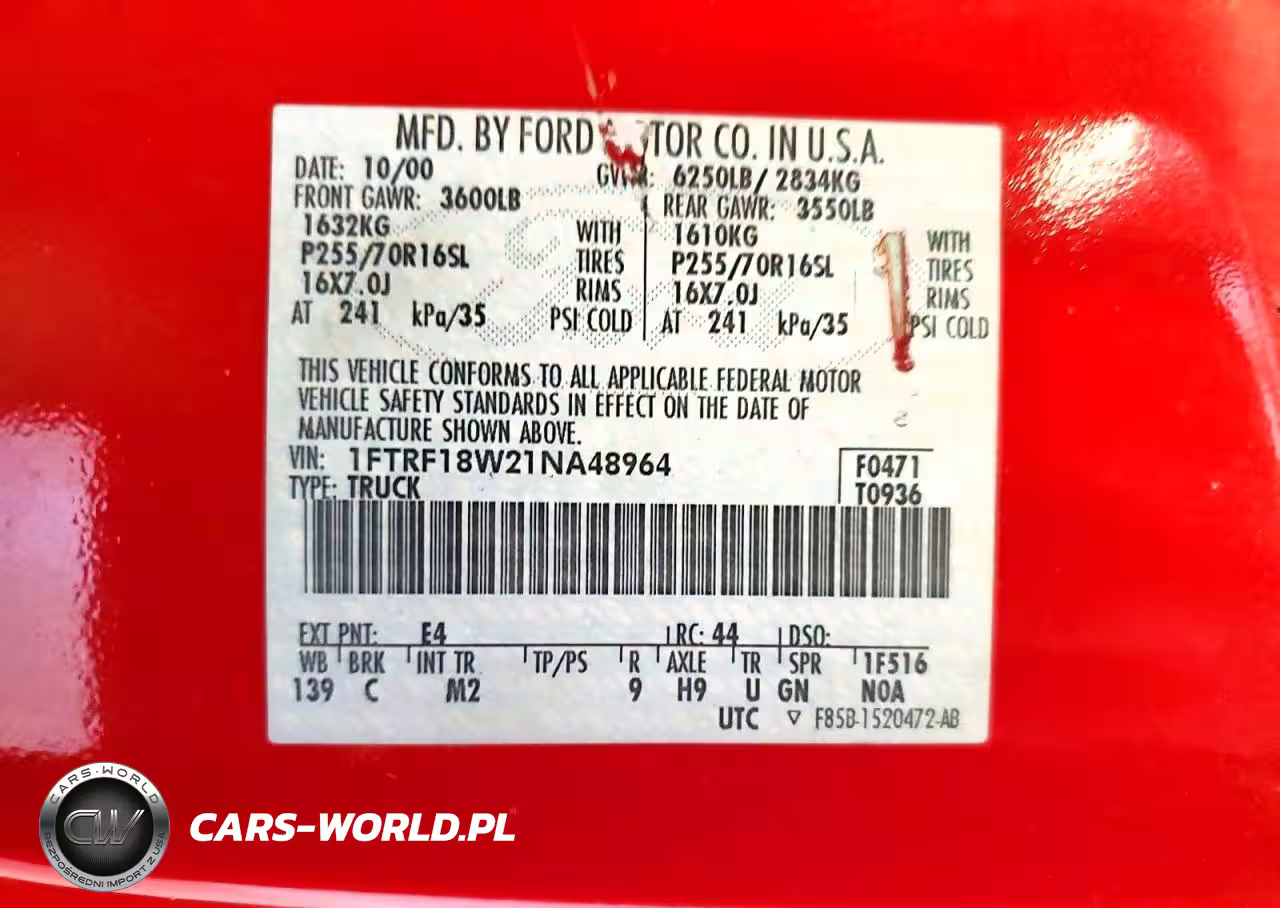 MFD. BY FORD TOR CO. IN U.S.A.
DATE: 10/00 GVWR: 6250LB/ 2834KG
FRONT GAWR: 3600LB REAR GAWR: 3550LB
1632KG WITH 1610KG WITH
P255/70R16SL TIRES P255/70R16SL TIRES
16X7.0J RIMS 16X7.0J RIMS
AT 241 kPa/35 PSI COLD AT 241 kPa/35 PSI COLD
THIS VEHICLE CONFORMS TO ALL APPLICABLE FEDERAL MOTOR
VEHICLE SAFETY STANDARDS IN EFFECT ON THE DATE OF
MANUFACTURE SHOWN ABOVE.
VIN: 1FTRF18W21NA48964 F0471
TYPE: TRUCK T0936
EXT PNT: E4 RC: 44 DSO:
WB BRK INT TR TP/PS R AXLE TR SPR 1F516
139 C M2 9 H9 U GN N0A
UTC ▽ F85B-1520472-AB
CARS-WORLD
CW
BEZPOŚREDNI IMPORT Z USA
CARS-WORLD.PL